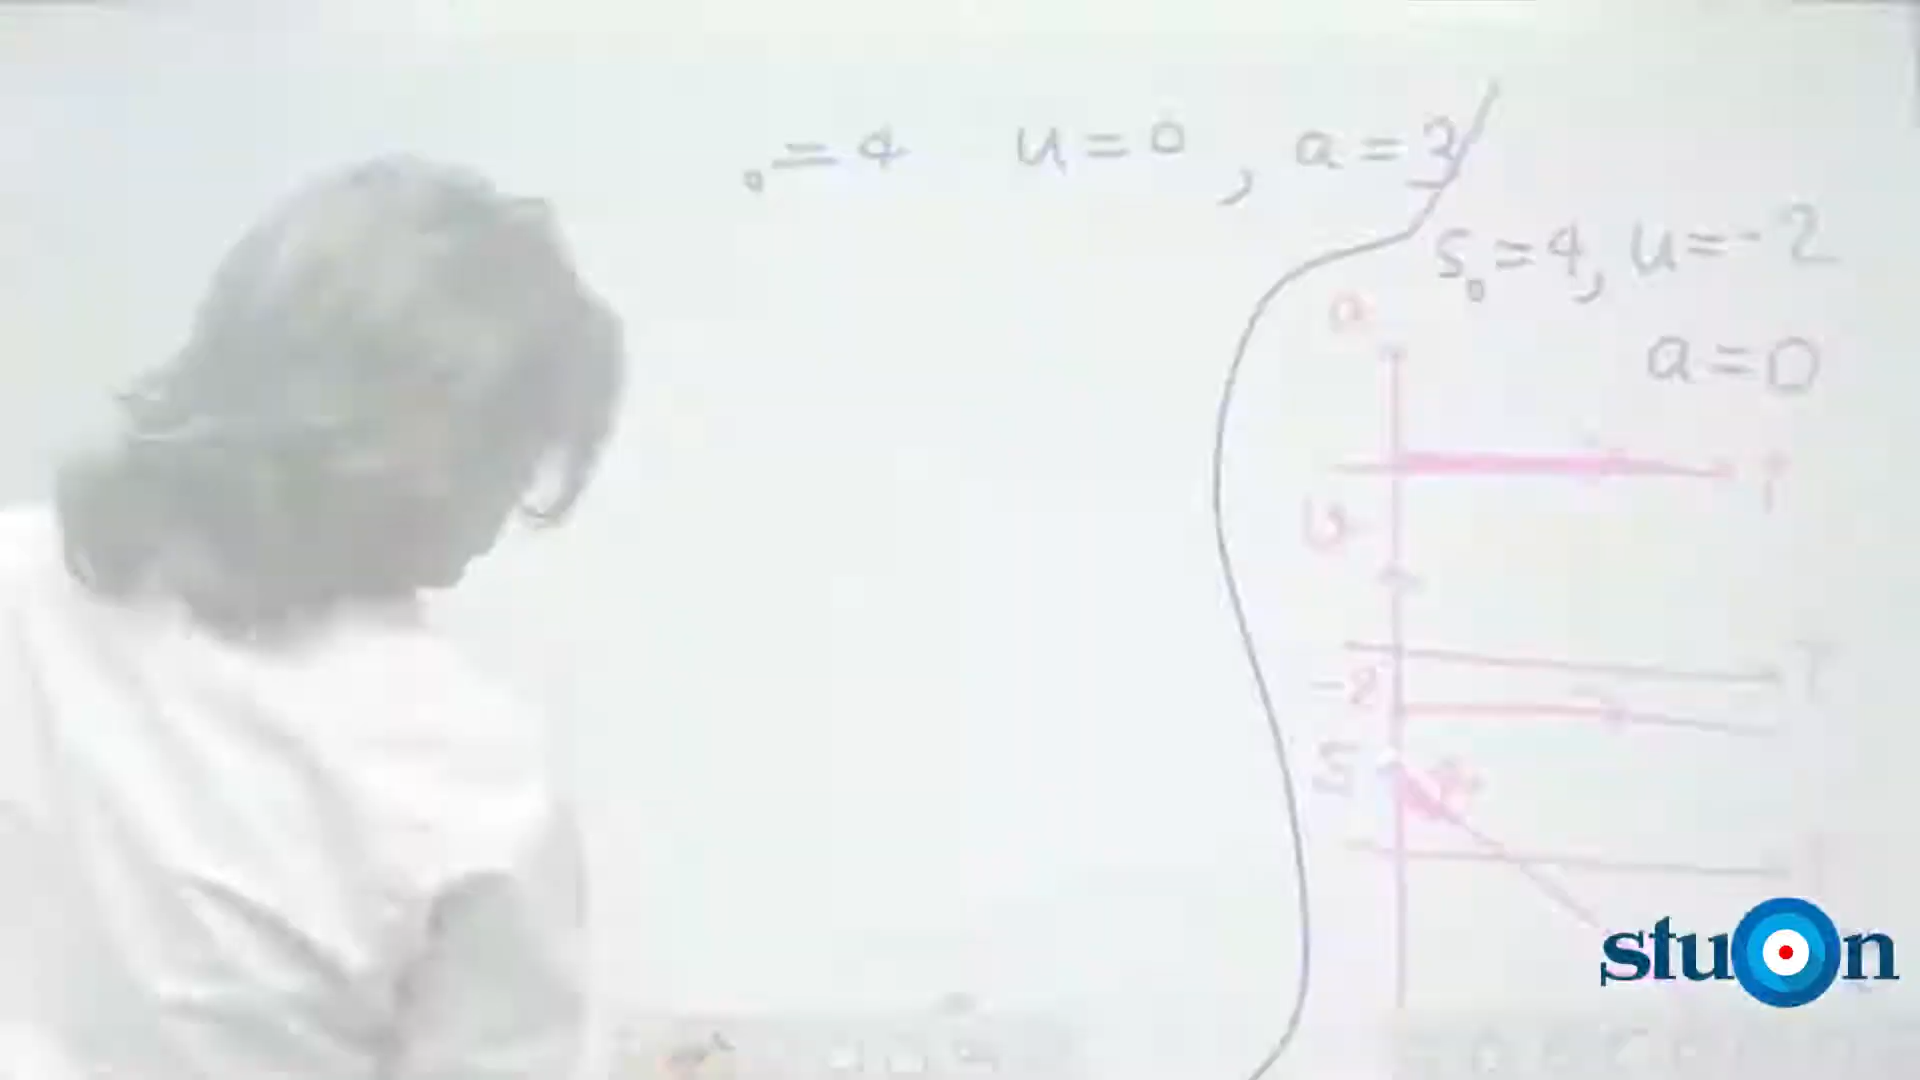 ₀=4 u=0, a=3
S₀=4, u=-2
a=0
a
v
T
-2
S
stuon